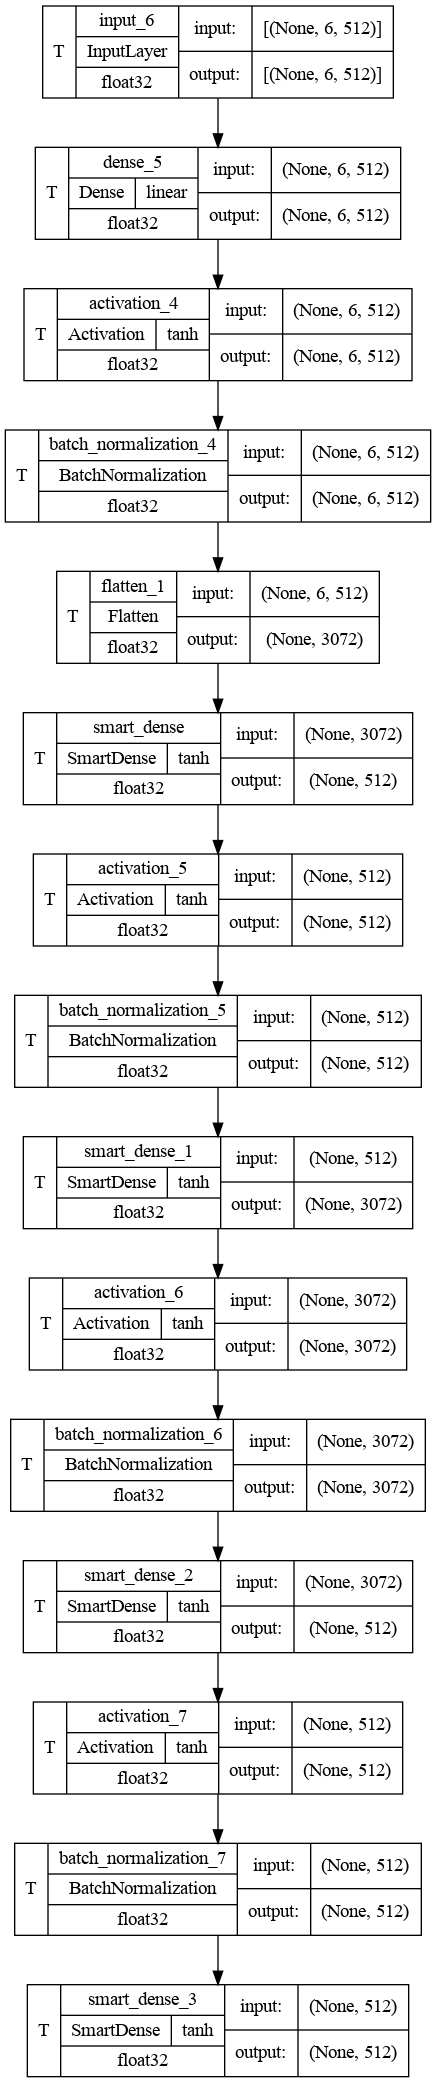 T input_6 input: [(None, 6, 512)]
InputLayer
float32 output: [(None, 6, 512)]
T dense_5 input: (None, 6, 512)
Dense linear
float32 output: (None, 6, 512)
T activation_4 input: (None, 6, 512)
Activation tanh
float32 output: (None, 6, 512)
T batch_normalization_4 input: (None, 6, 512)
BatchNormalization
float32 output: (None, 6, 512)
T flatten_1 input: (None, 6, 512)
Flatten
float32 output: (None, 3072)
T smart_dense input: (None, 3072)
SmartDense tanh
float32 output: (None, 512)
T activation_5 input: (None, 512)
Activation tanh
float32 output: (None, 512)
T batch_normalization_5 input: (None, 512)
BatchNormalization
float32 output: (None, 512)
T smart_dense_1 input: (None, 512)
SmartDense tanh
float32 output: (None, 3072)
T activation_6 input: (None, 3072)
Activation tanh
float32 output: (None, 3072)
T batch_normalization_6 input: (None, 3072)
BatchNormalization
float32 output: (None, 3072)
T smart_dense_2 input: (None, 3072)
SmartDense tanh
float32 output: (None, 512)
T activation_7 input: (None, 512)
Activation tanh
float32 output: (None, 512)
T batch_normalization_7 input: (None, 512)
BatchNormalization
float32 output: (None, 512)
T smart_dense_3 input: (None, 512)
SmartDense tanh
float32 output: (None, 512)